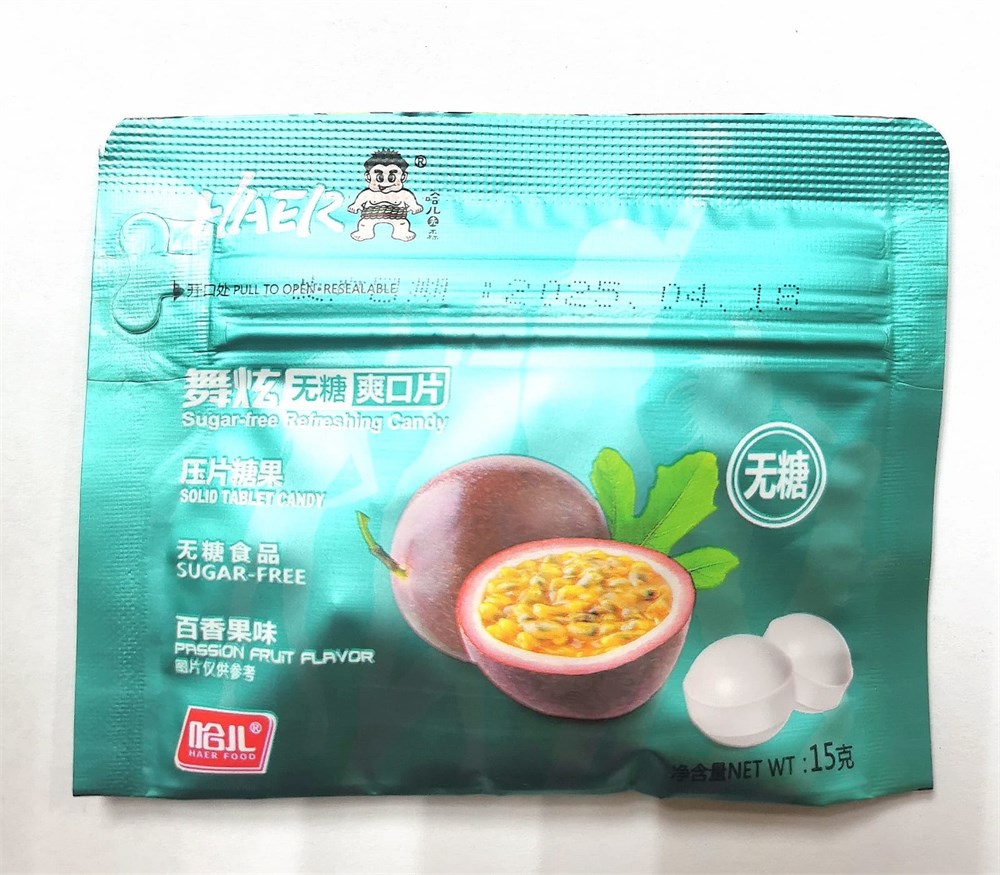 HAER ®
哈儿
开口处 PULL TO OPEN·RESEALABLE
2025.04.18
舞炫 无糖 爽口片
Sugar-free Refreshing Candy
压片糖果
SOLID TABLET CANDY
无糖
无糖食品
SUGAR-FREE
百香果味
PASSION FRUIT FLAVOR
图片仅供参考
哈儿®
HAER FOOD
净含量NET WT :15克